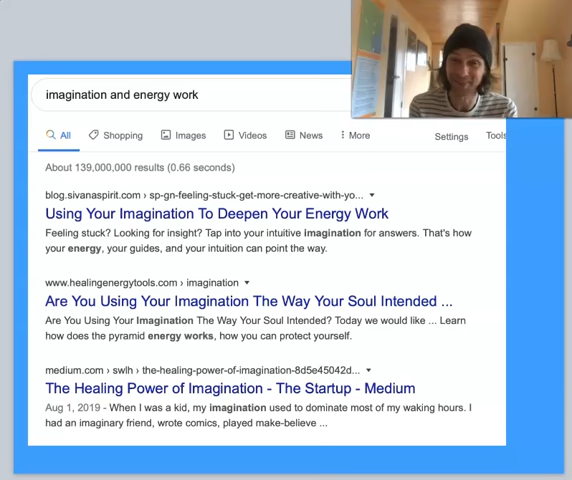 imagination and energy work
All Shopping Images Videos News More Settings Tools
About 139,000,000 results (0.66 seconds)
blog.sivanaspirit.com › sp-gn-feeling-stuck-get-more-creative-with-yo...
Using Your Imagination To Deepen Your Energy Work
Feeling stuck? Looking for insight? Tap into your intuitive imagination for answers. That's how
your energy, your guides, and your intuition can point the way.
www.healingenergytools.com › imagination
Are You Using Your Imagination The Way Your Soul Intended ...
Are You Using Your Imagination The Way Your Soul Intended? Today we would like ... Learn
how does the pyramid energy works, how you can protect yourself.
medium.com › swlh › the-healing-power-of-imagination-8d5e45042d...
The Healing Power of Imagination - The Startup - Medium
Aug 1, 2019 - When I was a kid, my imagination used to dominate most of my waking hours. I
had an imaginary friend, wrote comics, played make-believe ...